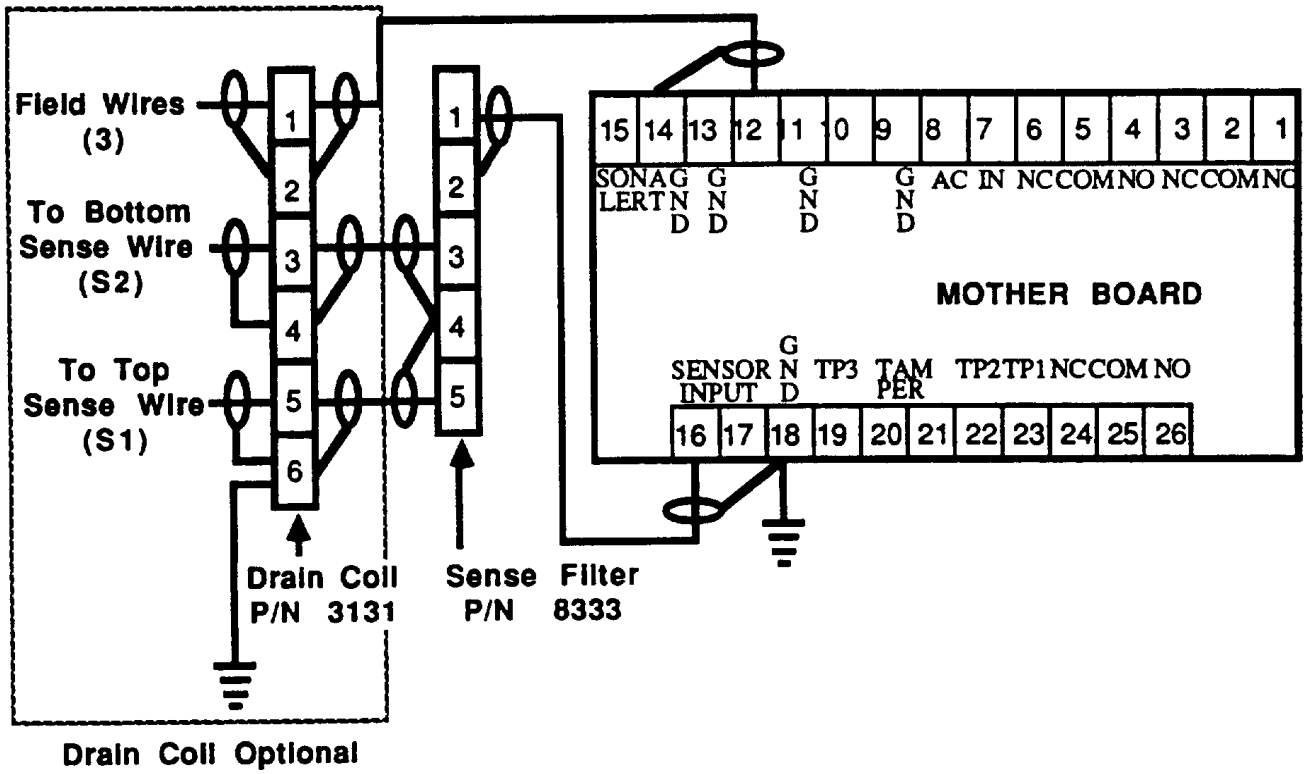 Field Wires
(3)
To Bottom
Sense Wire
(S2)
To Top
Sense Wire
(S1)
1
2
3
4
5
6
1
2
3
4
5
Drain Coil
P/N 3131
Sense Filter
P/N 8333
Drain Coil Optional
15 14 13 12 11 10 9 8 7 6 5 4 3 2 1
SONALERT GND GND GND GND AC IN NC COM NO NC COM NO
MOTHER BOARD
SENSOR INPUT GND TP3 TAMPER TP2 TP1 NC COM NO
16 17 18 19 20 21 22 23 24 25 26